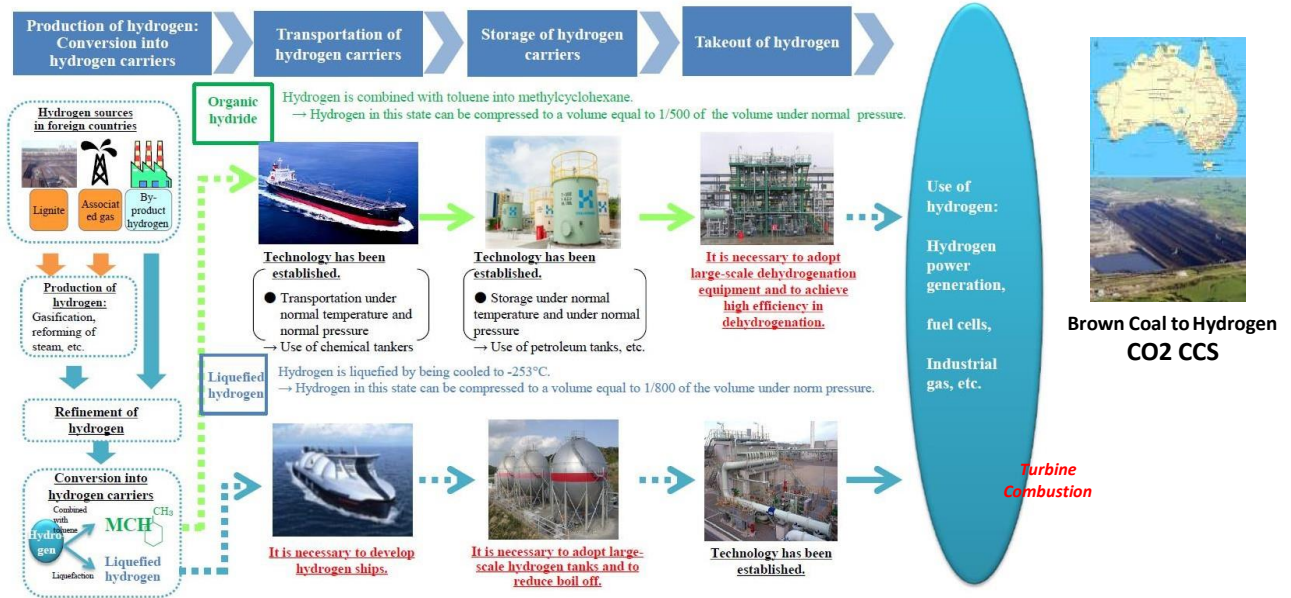 Production of hydrogen:
Conversion into
hydrogen carriers
Transportation of
hydrogen carriers
Storage of hydrogen
carriers
Takeout of hydrogen
Organic
hydride
Hydrogen is combined with toluene into methylcyclohexane.
→ Hydrogen in this state can be compressed to a volume equal to 1/500 of the volume under normal pressure.
Hydrogen sources
in foreign countries
Lignite
Associat
ed gas
By-
product
hydrogen
Production of
hydrogen:
Gasification,
reforming of
steam, etc.
Refinement of
hydrogen
Conversion into
hydrogen carriers
Combined
with
toluene
Hydro
gen
MCH
CH3
Liquefaction
Liquefied
hydrogen
Technology has been
established.
● Transportation under
normal temperature and
normal pressure
→ Use of chemical tankers
Technology has been
established.
● Storage under normal
temperature and under normal
pressure
→ Use of petroleum tanks, etc.
It is necessary to adopt
large-scale dehydrogenation
equipment and to achieve
high efficiency in
dehydrogenation.
Liquefied
hydrogen
Hydrogen is liquefied by being cooled to -253°C.
→ Hydrogen in this state can be compressed to a volume equal to 1/800 of the volume under norm pressure.
It is necessary to develop
hydrogen ships.
It is necessary to adopt large-
scale hydrogen tanks and to
reduce boil off.
Technology has been
established.
Use of
hydrogen:
Hydrogen
power
generation,
fuel cells,
Industrial
gas, etc.
Turbine
Combustion
Brown Coal to Hydrogen
CO2 CCS